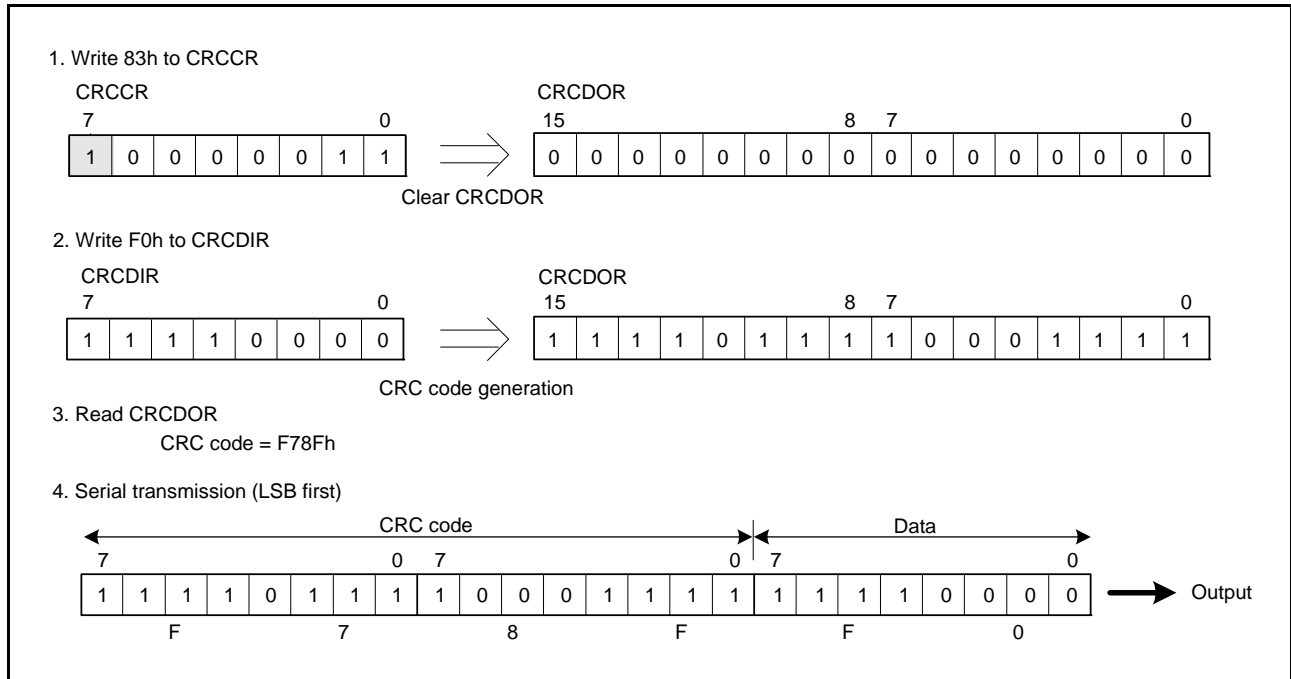 1. Write 83h to CRCCR
CRCCR CRCDOR
7 0 15 8 7 0
1 0 0 0 0 0 1 1 0 0 0 0 0 0 0 0 0 0 0 0 0 0 0 0
Clear CRCDOR
2. Write F0h to CRCDIR
CRCDIR CRCDOR
7 0 15 8 7 0
1 1 1 1 0 0 0 0 1 1 1 1 0 1 1 1 1 0 0 0 1 1 1 1
CRC code generation
3. Read CRCDOR
CRC code = F78Fh
4. Serial transmission (LSB first)
CRC code Data
7 0 7 0 7 0
1 1 1 1 0 1 1 1 1 0 0 0 1 1 1 1 1 1 1 1 0 0 0 0 Output
F 7 8 F F 0